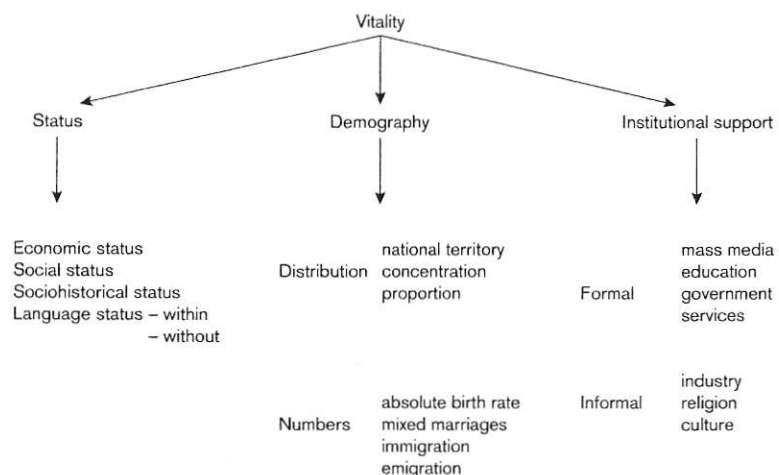 Vitality
Status
Demography
Institutional support
Economic status
Social status
Sociohistorical status
Language status – within
– without
Distribution
national territory
concentration
proportion
Numbers
absolute birth rate
mixed marriages
immigration
emigration
Formal
mass media
education
government
services
Informal
industry
religion
culture